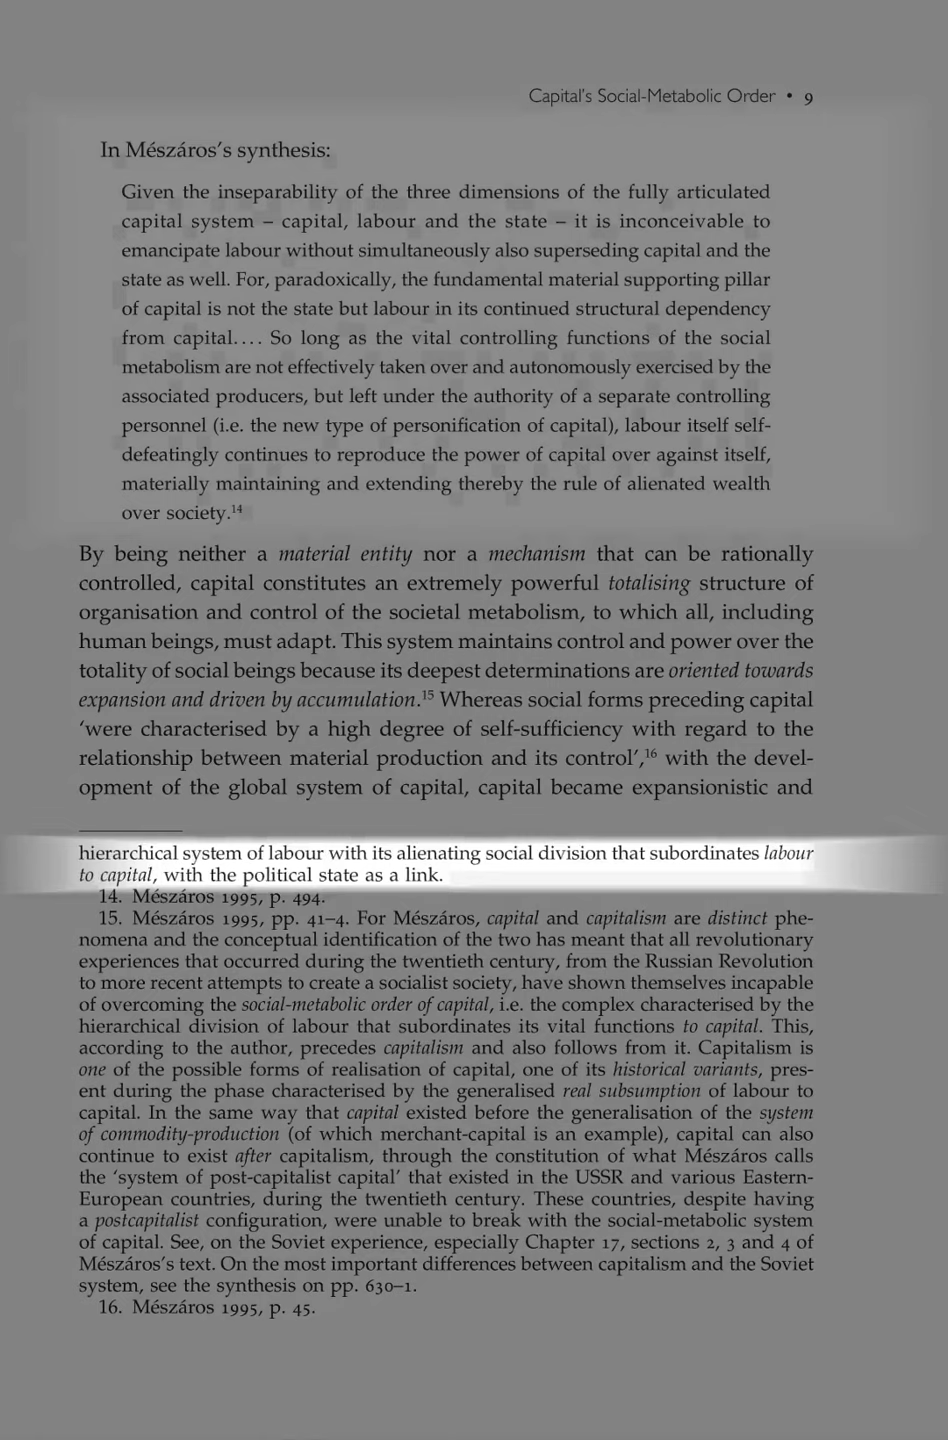 Capital's Social-Metabolic Order • 9
In Mészáros's synthesis:
Given the inseparability of the three dimensions of the fully articulated
capital system – capital, labour and the state – it is inconceivable to
emancipate labour without simultaneously also superseding capital and the
state as well. For, paradoxically, the fundamental material supporting pillar
of capital is not the state but labour in its continued structural dependency
from capital.... So long as the vital controlling functions of the social
metabolism are not effectively taken over and autonomously exercised by the
associated producers, but left under the authority of a separate controlling
personnel (i.e. the new type of personification of capital), labour itself self-
defeatingly continues to reproduce the power of capital over against itself,
materially maintaining and extending thereby the rule of alienated wealth
over society.¹⁴
By being neither a material entity nor a mechanism that can be rationally
controlled, capital constitutes an extremely powerful totalising structure of
organisation and control of the societal metabolism, to which all, including
human beings, must adapt. This system maintains control and power over the
totality of social beings because its deepest determinations are oriented towards
expansion and driven by accumulation.¹⁵ Whereas social forms preceding capital
'were characterised by a high degree of self-sufficiency with regard to the
relationship between material production and its control',¹⁶ with the devel-
opment of the global system of capital, capital became expansionistic and
hierarchical system of labour with its alienating social division that subordinates labour
to capital, with the political state as a link.
14. Mészáros 1995, p. 494.
15. Mészáros 1995, pp. 41–4. For Mészáros, capital and capitalism are distinct phe-
nomena and the conceptual identification of the two has meant that all revolutionary
experiences that occurred during the twentieth century, from the Russian Revolution
to more recent attempts to create a socialist society, have shown themselves incapable
of overcoming the social-metabolic order of capital, i.e. the complex characterised by the
hierarchical division of labour that subordinates its vital functions to capital. This,
according to the author, precedes capitalism and also follows from it. Capitalism is
one of the possible forms of realisation of capital, one of its historical variants, pres-
ent during the phase characterised by the generalised real subsumption of labour to
capital. In the same way that capital existed before the generalisation of the system
of commodity-production (of which merchant-capital is an example), capital can also
continue to exist after capitalism, through the constitution of what Mészáros calls
the 'system of post-capitalist capital' that existed in the USSR and various Eastern-
European countries, during the twentieth century. These countries, despite having
a postcapitalist configuration, were unable to break with the social-metabolic system
of capital. See, on the Soviet experience, especially Chapter 17, sections 2, 3 and 4 of
Mészáros's text. On the most important differences between capitalism and the Soviet
system, see the synthesis on pp. 630–1.
16. Mészáros 1995, p. 45.